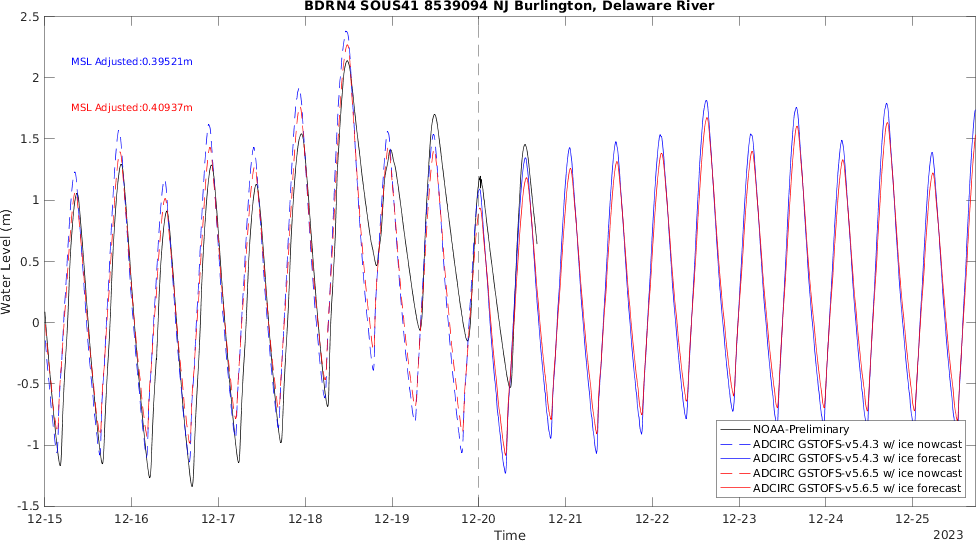 BDRN4 SOUS41 8539094 NJ Burlington, Delaware River
2.5
2
1.5
1
0.5
0
-0.5
-1
-1.5
Water Level (m)
MSL Adjusted:0.39521m
MSL Adjusted:0.40937m
NOAA-Preliminary
ADCIRC GSTOFS-v5.4.3 w/ ice nowcast
ADCIRC GSTOFS-v5.4.3 w/ ice forecast
ADCIRC GSTOFS-v5.6.5 w/ ice nowcast
ADCIRC GSTOFS-v5.6.5 w/ ice forecast
12-15 12-16 12-17 12-18 12-19 12-20 12-21 12-22 12-23 12-24 12-25
Time
2023